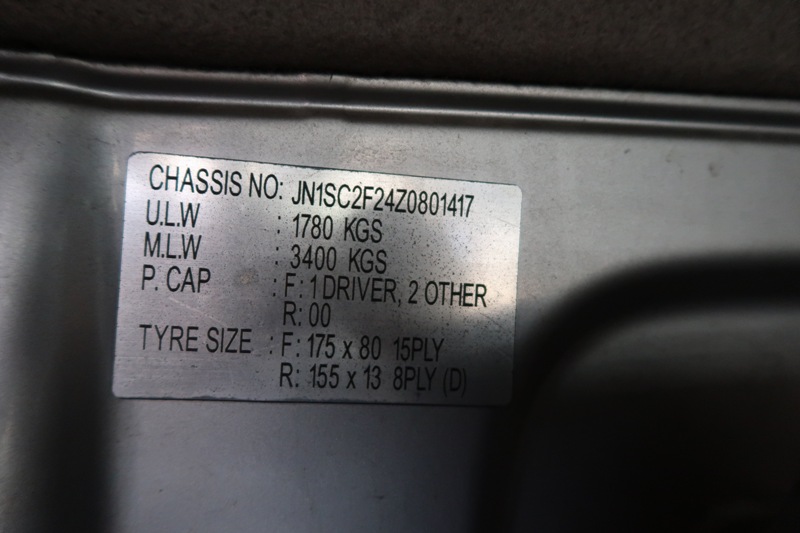 CHASSIS NO: JN1SC2F24Z0801417
U.L.W : 1780 KGS
M.L.W : 3400 KGS
P. CAP : F: 1 DRIVER, 2 OTHER
R: 00
TYRE SIZE : F: 175 x 80 15PLY
R: 155 x 13 8PLY (D)